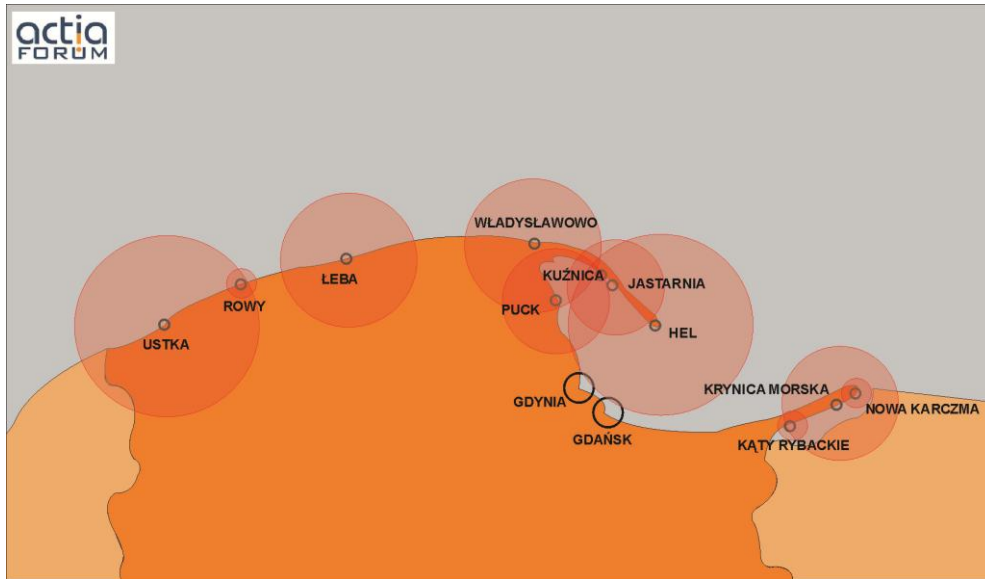 actia
FORUM
WŁADYSŁAWOWO
KUŹNICA
JASTARNIA
ŁEBA
ROWY
PUCK
USTKA
HEL
KRYNICA MORSKA
GDYNIA
NOWA KARCZMA
GDAŃSK
KĄTY RYBACKIE